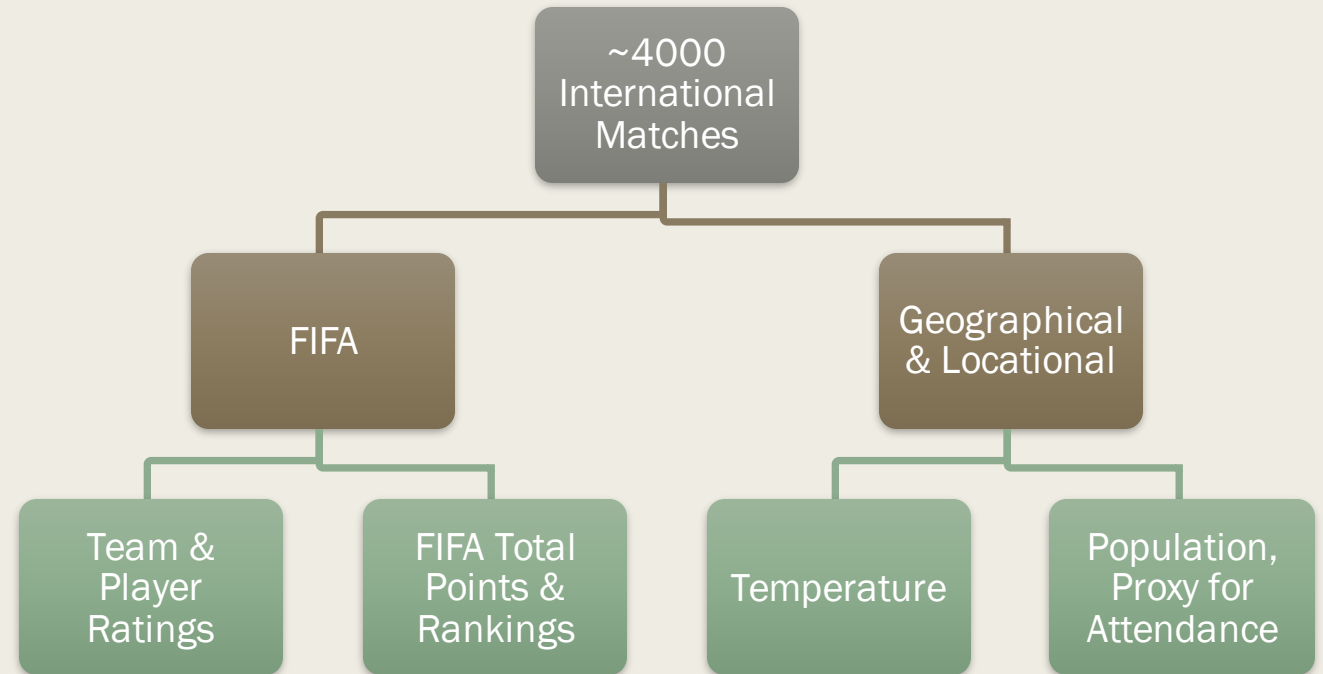 ~4000
International
Matches
FIFA
Geographical
& Locational
Team &
Player
Ratings
FIFA Total
Points &
Rankings
Temperature
Population,
Proxy for
Attendance